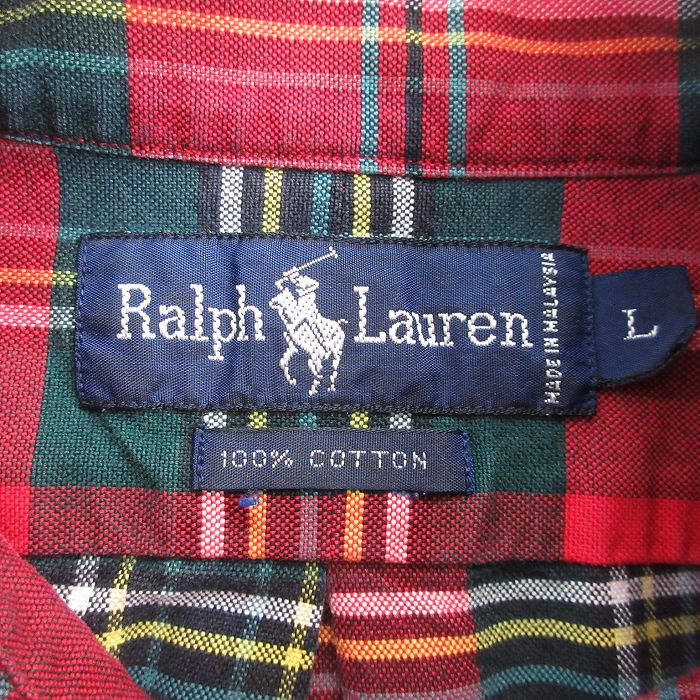 Ralph Lauren
MADE IN MALAYSIA
L
100% COTTON